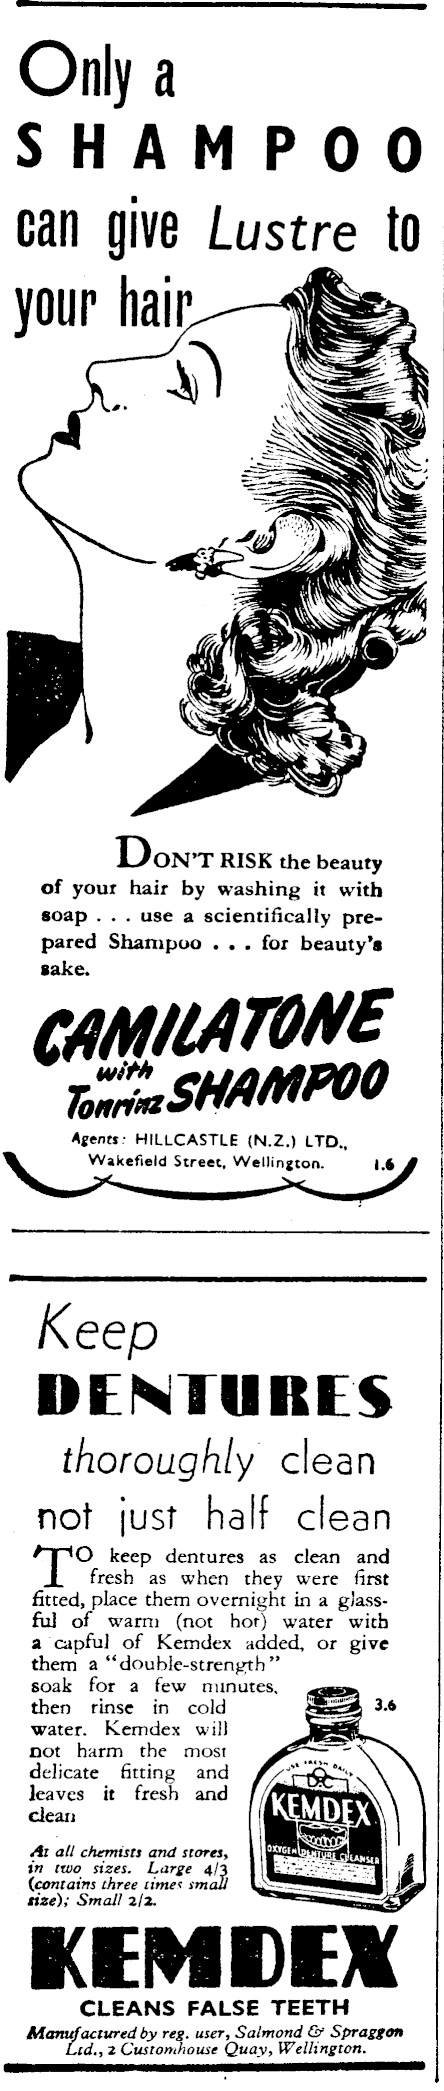 Only a
SHAMPOO
can give Lustre to
your hair
DON'T RISK the beauty
of your hair by washing it with
soap . . . use a scientifically pre-
pared Shampoo . . . for beauty's
sake.
CAMILATONE
with
Tonrinz SHAMPOO
Agents: HILLCASTLE (N.Z.) LTD.,
Wakefield Street, Wellington.
1.6
Keep
DENTURES
thoroughly clean
not just half clean
TO keep dentures as clean and
fresh as when they were first
fitted, place them overnight in a glass-
ful of warm (not hot) water with
a capful of Kemdex added, or give
them a "double-strength"
soak for a few minutes,
then rinse in cold
water. Kemdex will
not harm the most
delicate fitting and
leaves it fresh and
clean
3.6
USE FRESH DAILY
D.C
KEMDEX
OXYGEN DENTURE CLEANSER
At all chemists and stores,
in two sizes. Large 4/3
(contains three times small
size); Small 2/2.
KEMDEX
CLEANS FALSE TEETH
Manufactured by reg. user, Salmond & Spraggon
Ltd., 2 Customhouse Quay, Wellington.